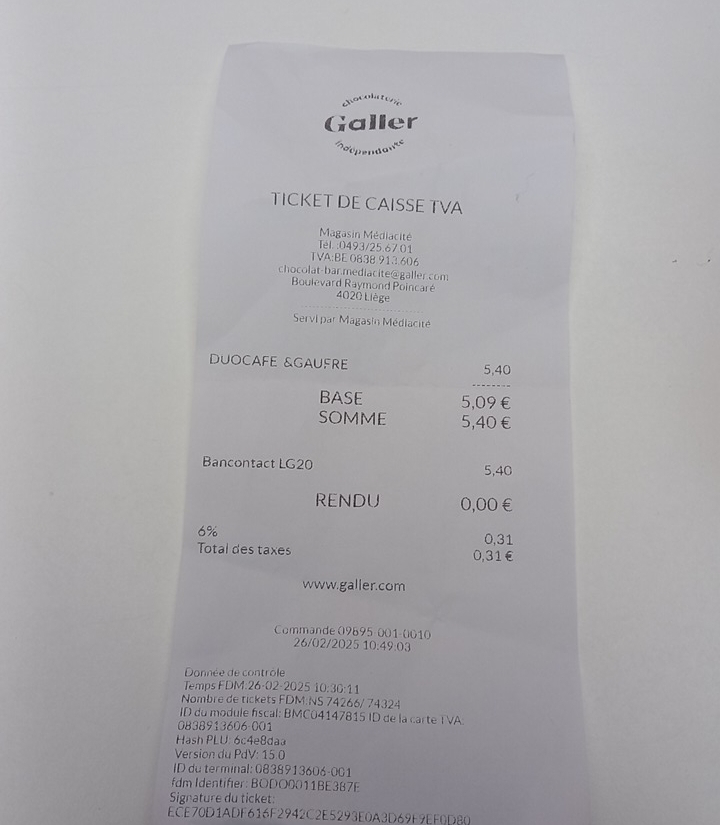 chocolaterie
Galler
indépendante
TICKET DE CAISSE TVA
Magasin Médiacité
Tél. :0493/25.67.01
TVA:BE 0838.913.606
chocolat-bar.mediacite@galler.com
Boulevard Raymond Poincaré
4020 Liège
Servi par Magasin Médiacité
DUOCAFE &GAUFRE 5,40
BASE 5,09 €
SOMME 5,40 €
Bancontact LG20 5,40
RENDU 0,00 €
6% 0,31
Total des taxes 0,31 €
www.galler.com
Commande 09895-001-0010
26/02/2025 10:49:03
Donnée de contrôle
Temps FDM:26-02-2025 10:30:11
Nombre de tickets FDM:NS 74266/ 74324
ID du module fiscal: BMC04147815 ID de la carte TVA:
0838913606-001
Hash PLU: 6c4e8daa
Version du PdV: 15.0
ID du terminal: 0838913606-001
fdm Identifier: BODO0011BE3B7E
Signature du ticket:
ECE70D1ADF616F2942C2E5293E0A3D69F9EF0D80